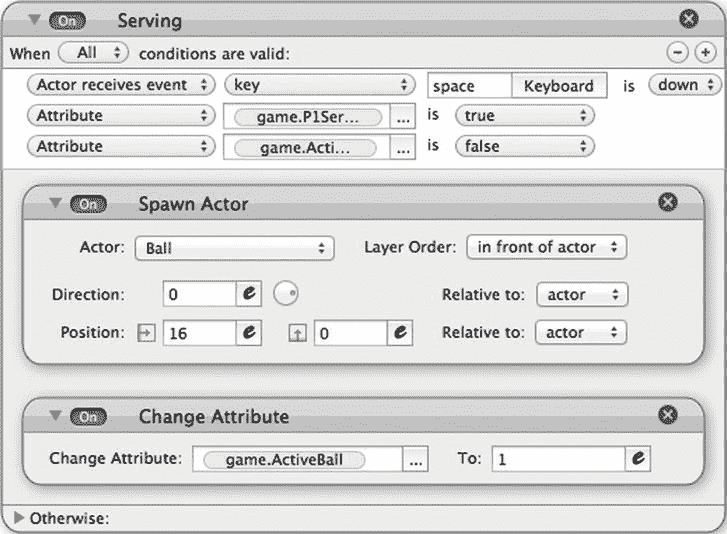 On Serving
When All conditions are valid:
Actor receives event key space Keyboard is down
Attribute game.P1Ser... ... is true
Attribute game.Acti... ... is false
On Spawn Actor
Actor: Ball Layer Order: in front of actor
Direction: 0 e Relative to: actor
Position: 16 e 0 e Relative to: actor
On Change Attribute
Change Attribute: game.ActiveBall ... To: 1 e
Otherwise: